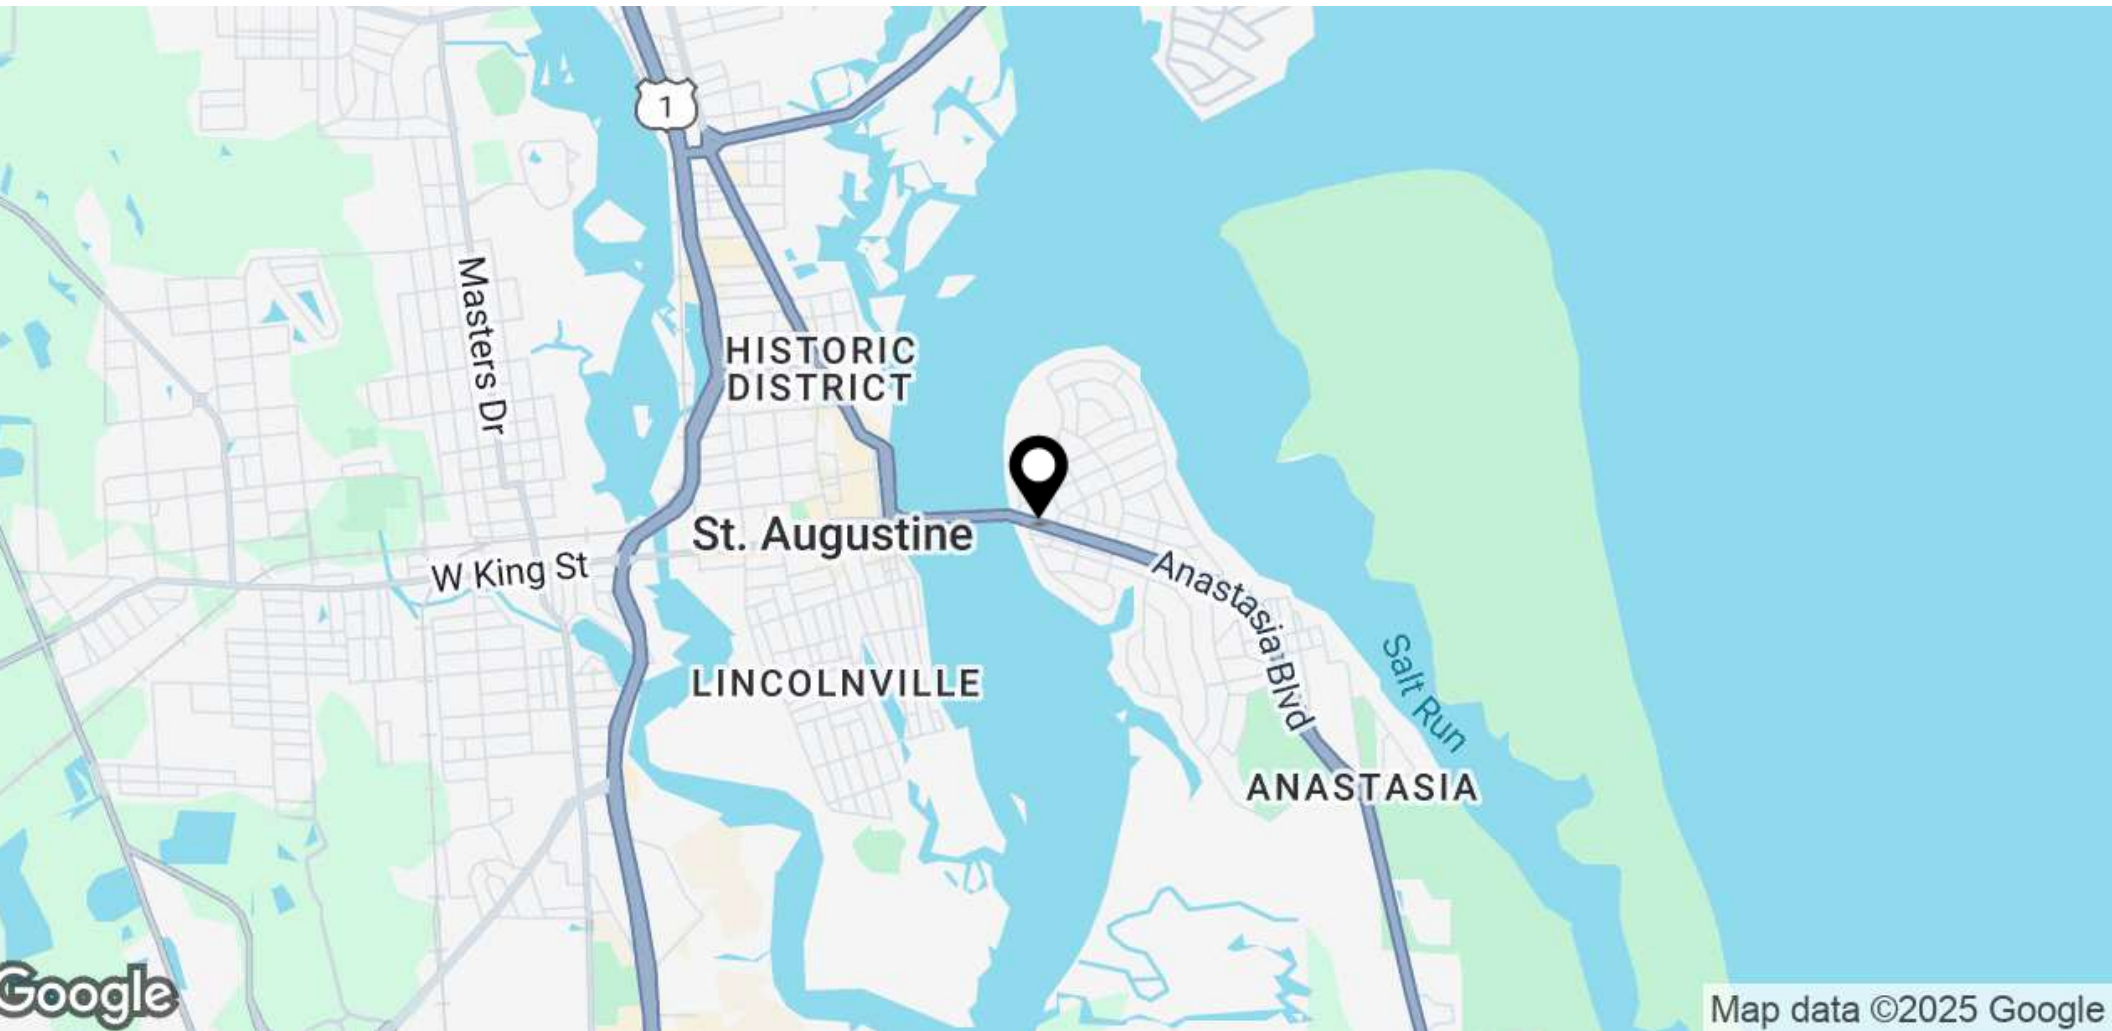 1
Masters Dr
HISTORIC
DISTRICT
St. Augustine
W King St
Anastasia Blvd
Salt Run
LINCOLNVILLE
ANASTASIA
Google
Map data ©2025 Google